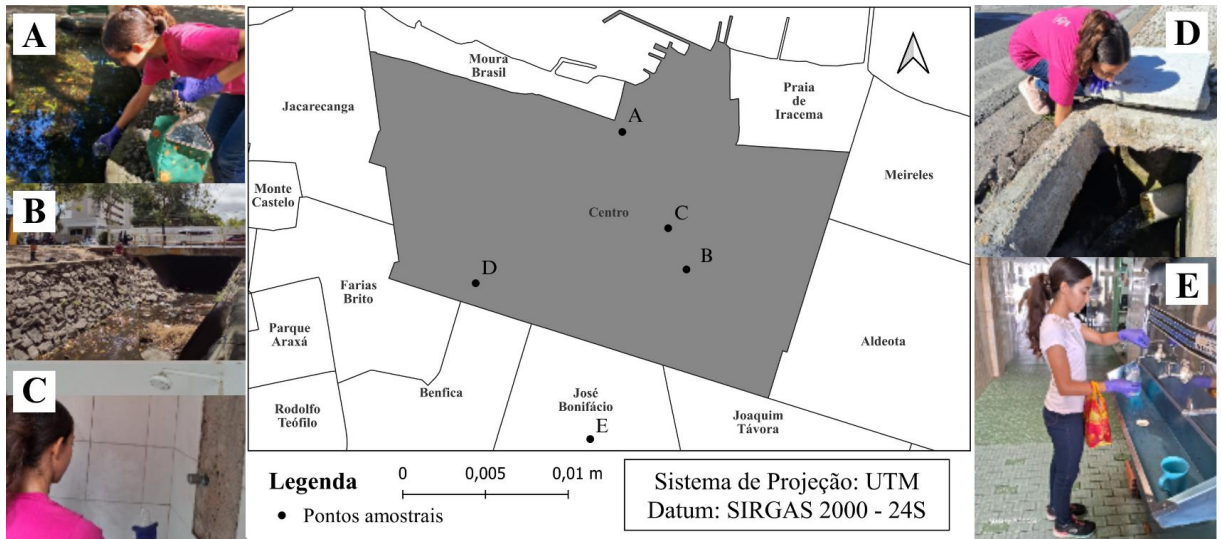 A
B
C
Moura
Brasil
Jacarecanga
Praia
de
Iracema
A
Meireles
Monte
Castelo
Centro
C
B
D
Farias
Brito
Parque
Araxá
Aldeota
Benfica
José
Bonifácio
E
Rodolfo
Teófilo
Joaquim
Távora
Legenda
Pontos amostrais
0 0,005 0,01 m
Sistema de Projeção: UTM
Datum: SIRGAS 2000 - 24S
D
E